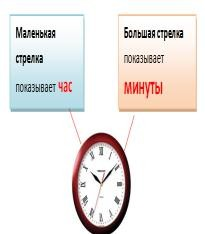 Маленькая
стрелка
показывает час
Большая стрелка
показывает
минуты